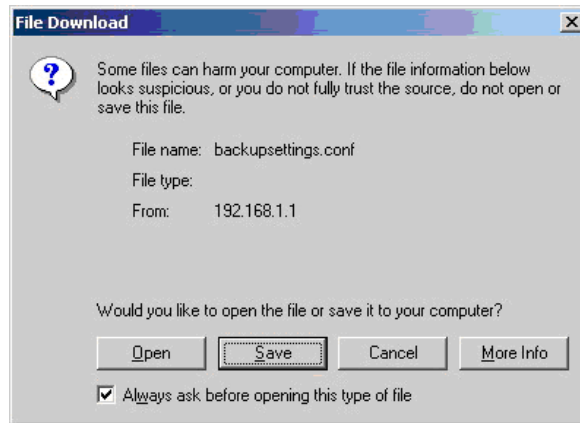 File Download
Some files can harm your computer. If the file information below
looks suspicious, or you do not fully trust the source, do not open or
save this file.
File name: backupsettings.conf
File type:
From: 192.168.1.1
Would you like to open the file or save it to your computer?
Open Save Cancel More Info
Always ask before opening this type of file